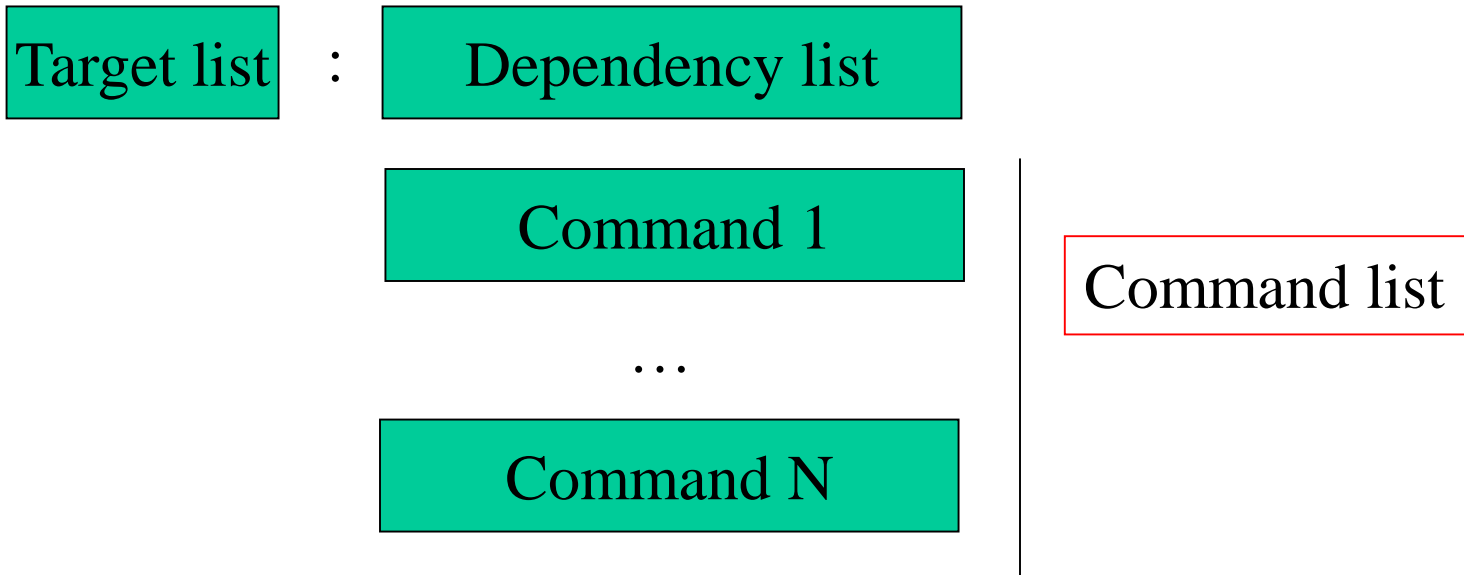 Target list : Dependency list
Command 1
Command list
…
Command N